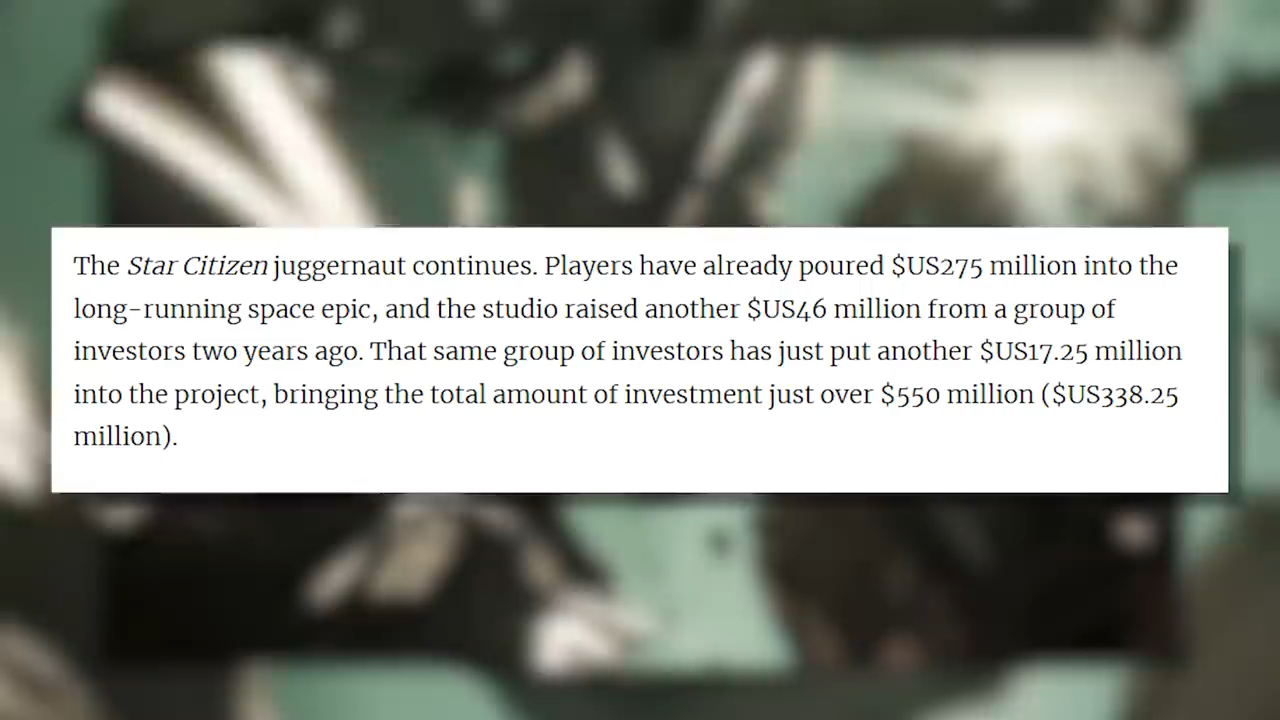 The Star Citizen juggernaut continues. Players have already poured $US275 million into the
long-running space epic, and the studio raised another $US46 million from a group of
investors two years ago. That same group of investors has just put another $US17.25 million
into the project, bringing the total amount of investment just over $550 million ($US338.25
million).